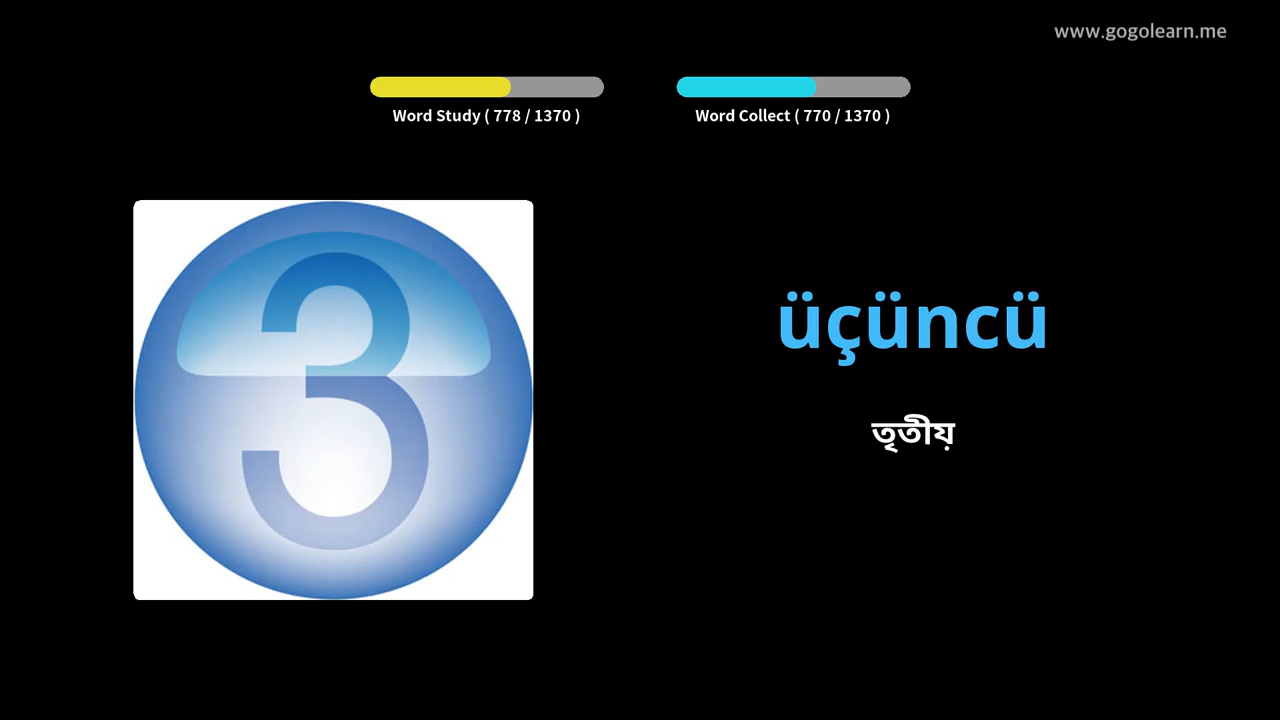 www.gogolearn.me
Word Study ( 778 / 1370 )
Word Collect ( 770 / 1370 )
3
üçüncü
তৃতীয়